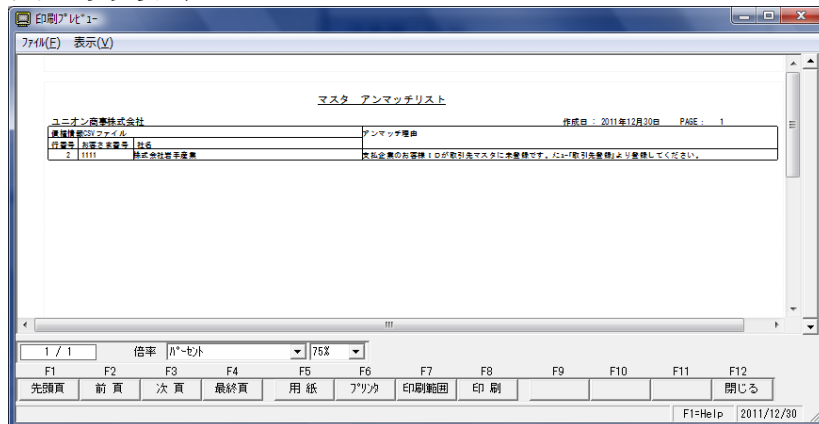 印刷ﾌﾟﾚﾋﾞｭｰ
ﾌｧｲﾙ(F) 表示(V)
マスタ アンマッチリスト
ユニオン商事株式会社 作成日 : 2011年12月30日 PAGE : 1
債権情報CSVファイル アンマッチ理由
行番号 お客さま番号 社名
2 1111 株式会社岩手産業 支払企業のお客様IDが取引先マスタに未登録です。ﾒﾆｭｰ「取引先登録」より登録してください。
1 / 1 倍率 ﾊﾟｰｾﾝﾄ 75%
F1 F2 F3 F4 F5 F6 F7 F8 F9 F10 F11 F12
先頭頁 前 頁 次 頁 最終頁 用 紙 ﾌﾟﾘﾝﾀ 印刷範囲 印 刷 閉じる
F1=Help 2011/12/30